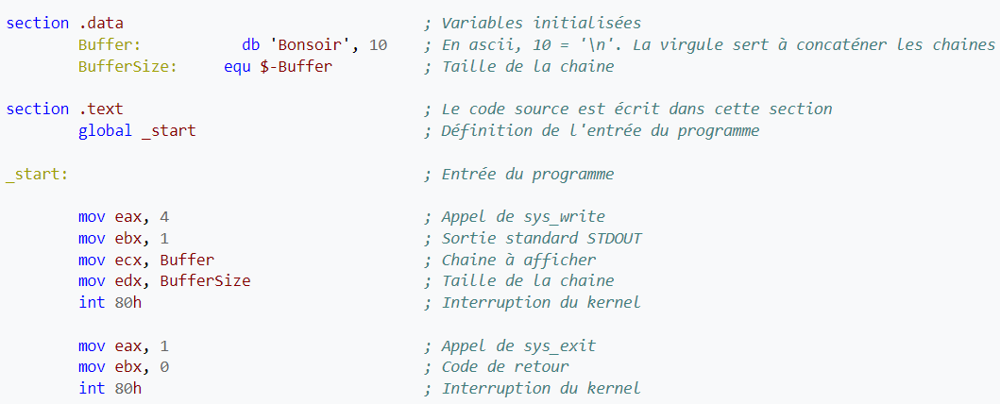 section .data ; Variables initialisées
Buffer: db 'Bonsoir', 10 ; En ascii, 10 = '\n'. La virgule sert à concaténer les chaines
BufferSize: equ $-Buffer ; Taille de la chaine
section .text ; Le code source est écrit dans cette section
global _start ; Définition de l'entrée du programme
_start: ; Entrée du programme
mov eax, 4 ; Appel de sys_write
mov ebx, 1 ; Sortie standard STDOUT
mov ecx, Buffer ; Chaine à afficher
mov edx, BufferSize ; Taille de la chaine
int 80h ; Interruption du kernel
mov eax, 1 ; Appel de sys_exit
mov ebx, 0 ; Code de retour
int 80h ; Interruption du kernel